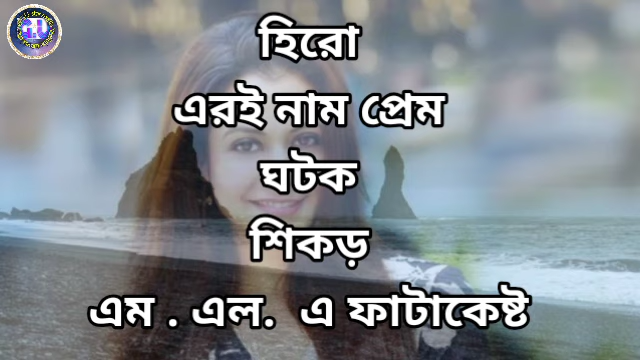 G.U
হিরো
এরই নাম প্রেম
ঘটক
শিকড়
এম . এল. এ ফাটাকেষ্ট